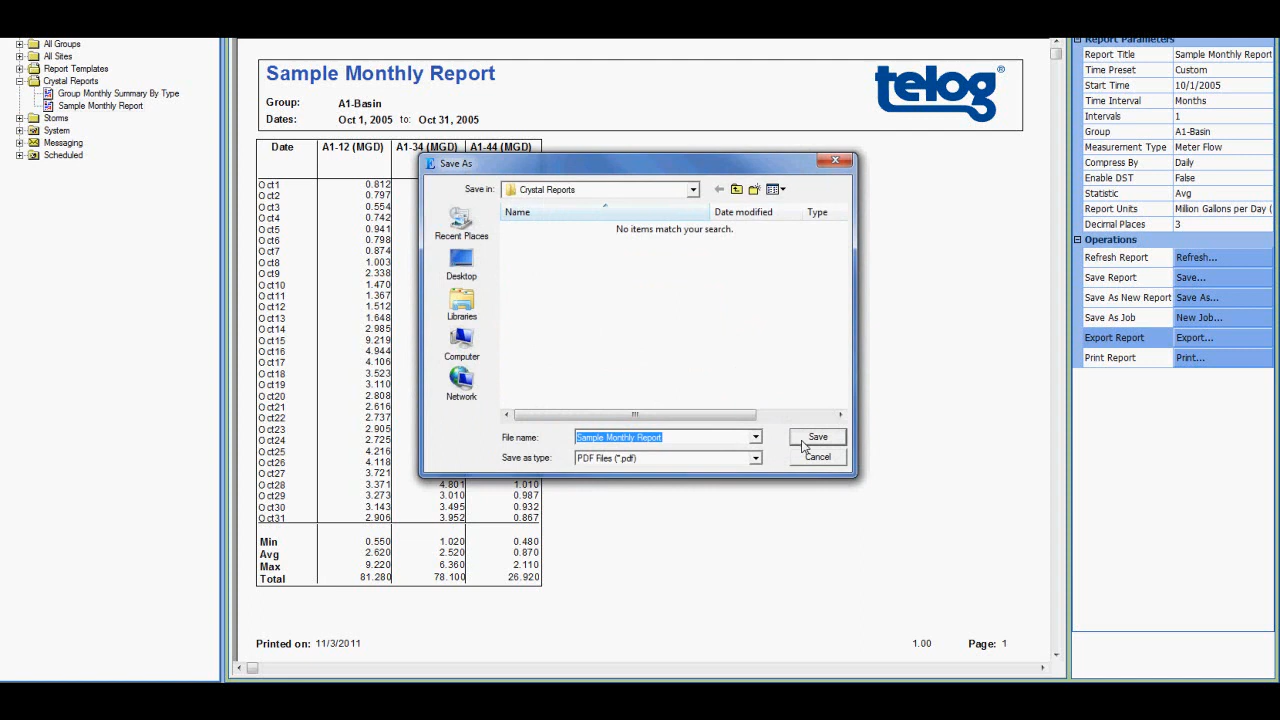 All Groups
All Sites
Report Templates
Crystal Reports
Group Monthly Summary By Type
Sample Monthly Report
Storms
System
Messaging
Scheduled
Sample Monthly Report
telog®
Group: A1-Basin
Dates: Oct 1, 2005 to: Oct 31, 2005
Date A1-12 (MGD) A1-34 (MGD) A1-44 (MGD)
Oct1 0.812
Oct2 0.797
Oct3 0.554
Oct4 0.742
Oct5 0.941
Oct6 0.798
Oct7 0.874
Oct8 1.003
Oct9 2.338
Oct10 1.470
Oct11 1.367
Oct12 1.512
Oct13 1.648
Oct14 2.985
Oct15 9.219
Oct16 4.944
Oct17 4.106
Oct18 3.523
Oct19 3.110
Oct20 2.808
Oct21 2.616
Oct22 2.737
Oct23 2.905
Oct24 2.725
Oct25 4.216
Oct26 4.118
Oct27 3.721
Oct28 3.371 4.801 1.010
Oct29 3.273 3.010 0.987
Oct30 3.143 3.495 0.932
Oct31 2.906 3.952 0.867
Min 0.550 1.020 0.480
Avg 2.620 2.520 0.870
Max 9.220 6.360 2.110
Total 81.280 78.100 26.920
Printed on: 11/3/2011 1.00 Page: 1
Save As
Save in: Crystal Reports
Name Date modified Type
No items match your search.
Recent Places
Desktop
Libraries
Computer
Network
File name: Sample Monthly Report Save
Save as type: PDF Files (*.pdf) Cancel
Report Parameters
Report Title Sample Monthly Report
Time Preset Custom
Start Time 10/1/2005
Time Interval Months
Intervals 1
Group A1-Basin
Measurement Type Meter Flow
Compress By Daily
Enable DST False
Statistic Avg
Report Units Million Gallons per Day (
Decimal Places 3
Operations
Refresh Report Refresh...
Save Report Save...
Save As New Report Save As...
Save As Job New Job...
Export Report Export...
Print Report Print...